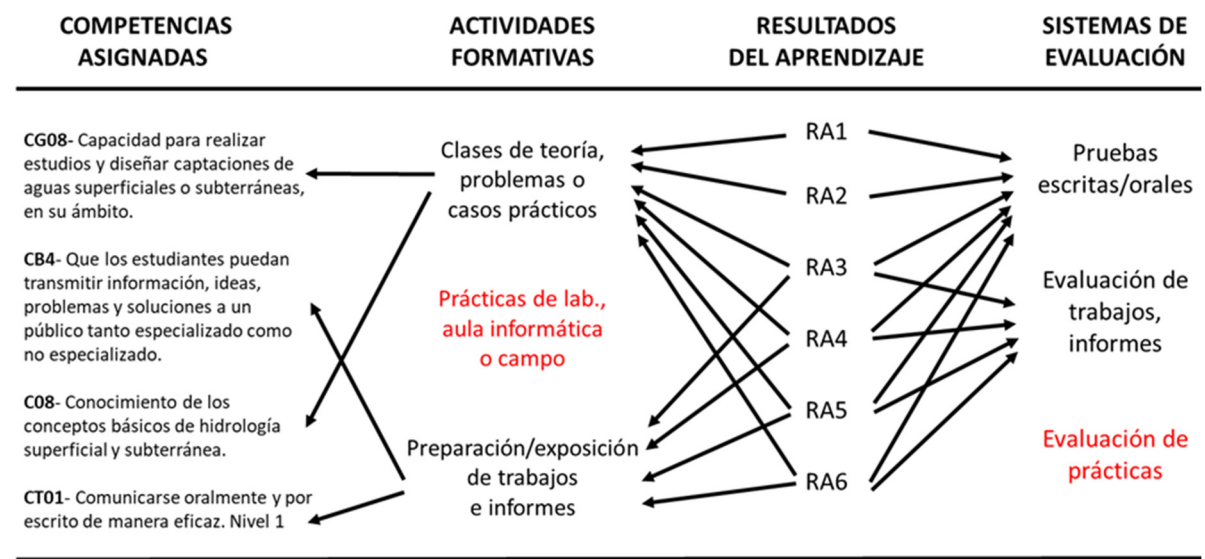 COMPETENCIAS
ASIGNADAS
ACTIVIDADES
FORMATIVAS
RESULTADOS
DEL APRENDIZAJE
SISTEMAS DE
EVALUACIÓN
CG08- Capacidad para realizar
estudios y diseñar captaciones de
aguas superficiales o subterráneas,
en su ámbito.
CB4- Que los estudiantes puedan
transmitir información, ideas,
problemas y soluciones a un
público tanto especializado como
no especializado.
C08- Conocimiento de los
conceptos básicos de hidrología
superficial y subterránea.
CT01- Comunicarse oralmente y por
escrito de manera eficaz. Nivel 1
Clases de teoría,
problemas o
casos prácticos
Prácticas de lab.,
aula informática
o campo
Preparación/exposición
de trabajos
e informes
RA1
RA2
RA3
RA4
RA5
RA6
Pruebas
escritas/orales
Evaluación de
trabajos,
informes
Evaluación de
prácticas